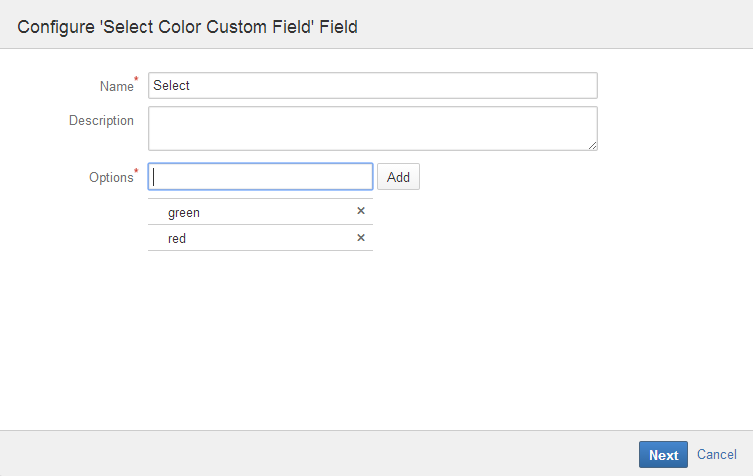 Configure 'Select Color Custom Field' Field
Name*
Select
Description
Options*
Add
green ×
red ×
Next Cancel